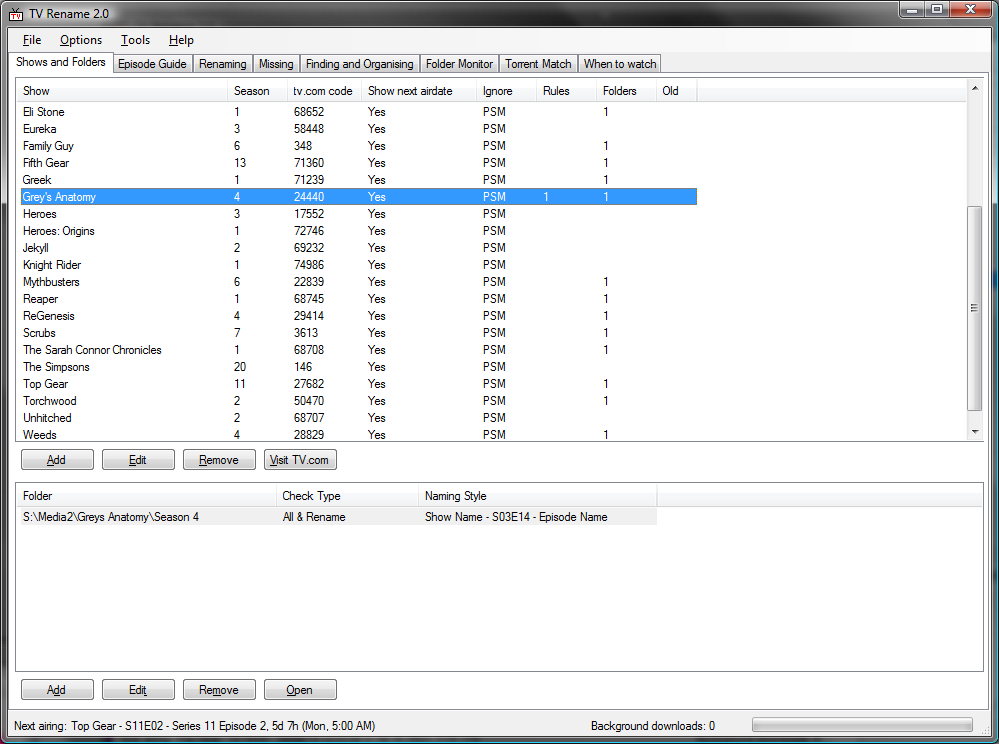 TV Rename 2.0
File Options Tools Help
Shows and Folders Episode Guide Renaming Missing Finding and Organising Folder Monitor Torrent Match When to watch
Show Season tv.com code Show next airdate Ignore Rules Folders Old
Eli Stone 1 68652 Yes PSM 1
Eureka 3 58448 Yes PSM
Family Guy 6 348 Yes PSM 1
Fifth Gear 13 71360 Yes PSM 1
Greek 1 71239 Yes PSM 1
Grey's Anatomy 4 24440 Yes PSM 1 1
Heroes 3 17552 Yes PSM
Heroes: Origins 1 72746 Yes PSM
Jekyll 2 69232 Yes PSM
Knight Rider 1 74986 Yes PSM
Mythbusters 6 22839 Yes PSM 1
Reaper 1 68745 Yes PSM 1
ReGenesis 4 29414 Yes PSM 1
Scrubs 7 3613 Yes PSM 1
The Sarah Connor Chronicles 1 68708 Yes PSM 1
The Simpsons 20 146 Yes PSM
Top Gear 11 27682 Yes PSM 1
Torchwood 2 50470 Yes PSM 1
Unhitched 2 68707 Yes PSM
Weeds 4 28829 Yes PSM 1
Add Edit Remove Visit TV.com
Folder Check Type Naming Style
S:\Media2\Greys Anatomy\Season 4 All & Rename Show Name - S03E14 - Episode Name
Add Edit Remove Open
Next airing: Top Gear - S11E02 - Series 11 Episode 2, 5d 7h (Mon, 5:00 AM) Background downloads: 0